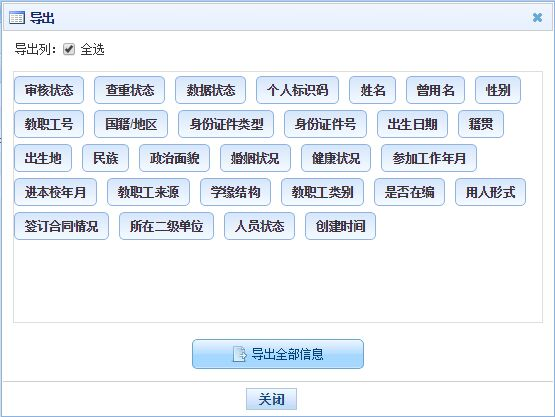 导出
导出列: 全选
审核状态 查重状态 数据状态 个人标识码 姓名 曾用名 性别
教职工号 国籍/地区 身份证件类型 身份证件号 出生日期 籍贯
出生地 民族 政治面貌 婚姻状况 健康状况 参加工作年月
进本校年月 教职工来源 学缘结构 教职工类别 是否在编 用人形式
签订合同情况 所在二级单位 人员状态 创建时间
导出全部信息
关闭